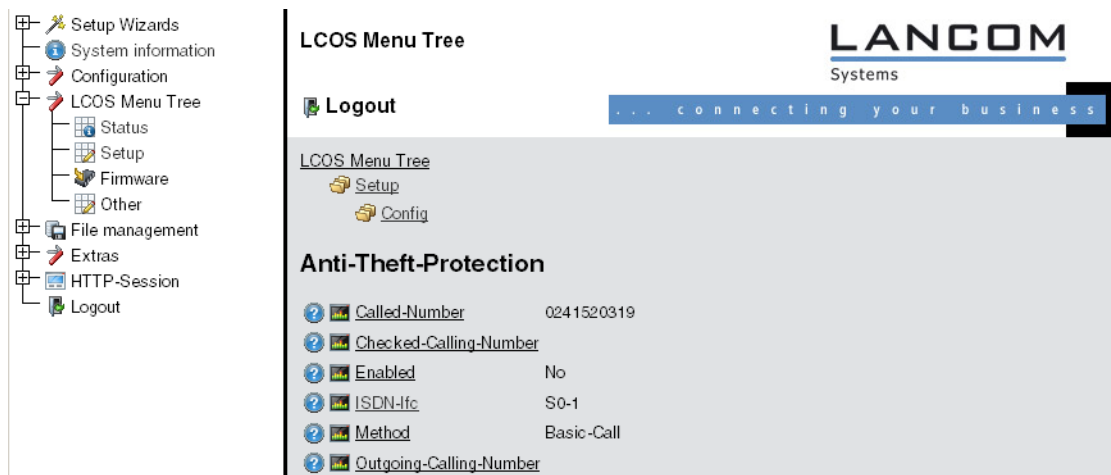 Setup Wizards
System information
Configuration
LCOS Menu Tree
Status
Setup
Firmware
Other
File management
Extras
HTTP-Session
Logout
LCOS Menu Tree
LANCOM
Systems
Logout
... connecting your business
LCOS Menu Tree
Setup
Config
Anti-Theft-Protection
Called-Number 0241520319
Checked-Calling-Number
Enabled No
ISDN-Ifc S0-1
Method Basic-Call
Outgoing-Calling-Number